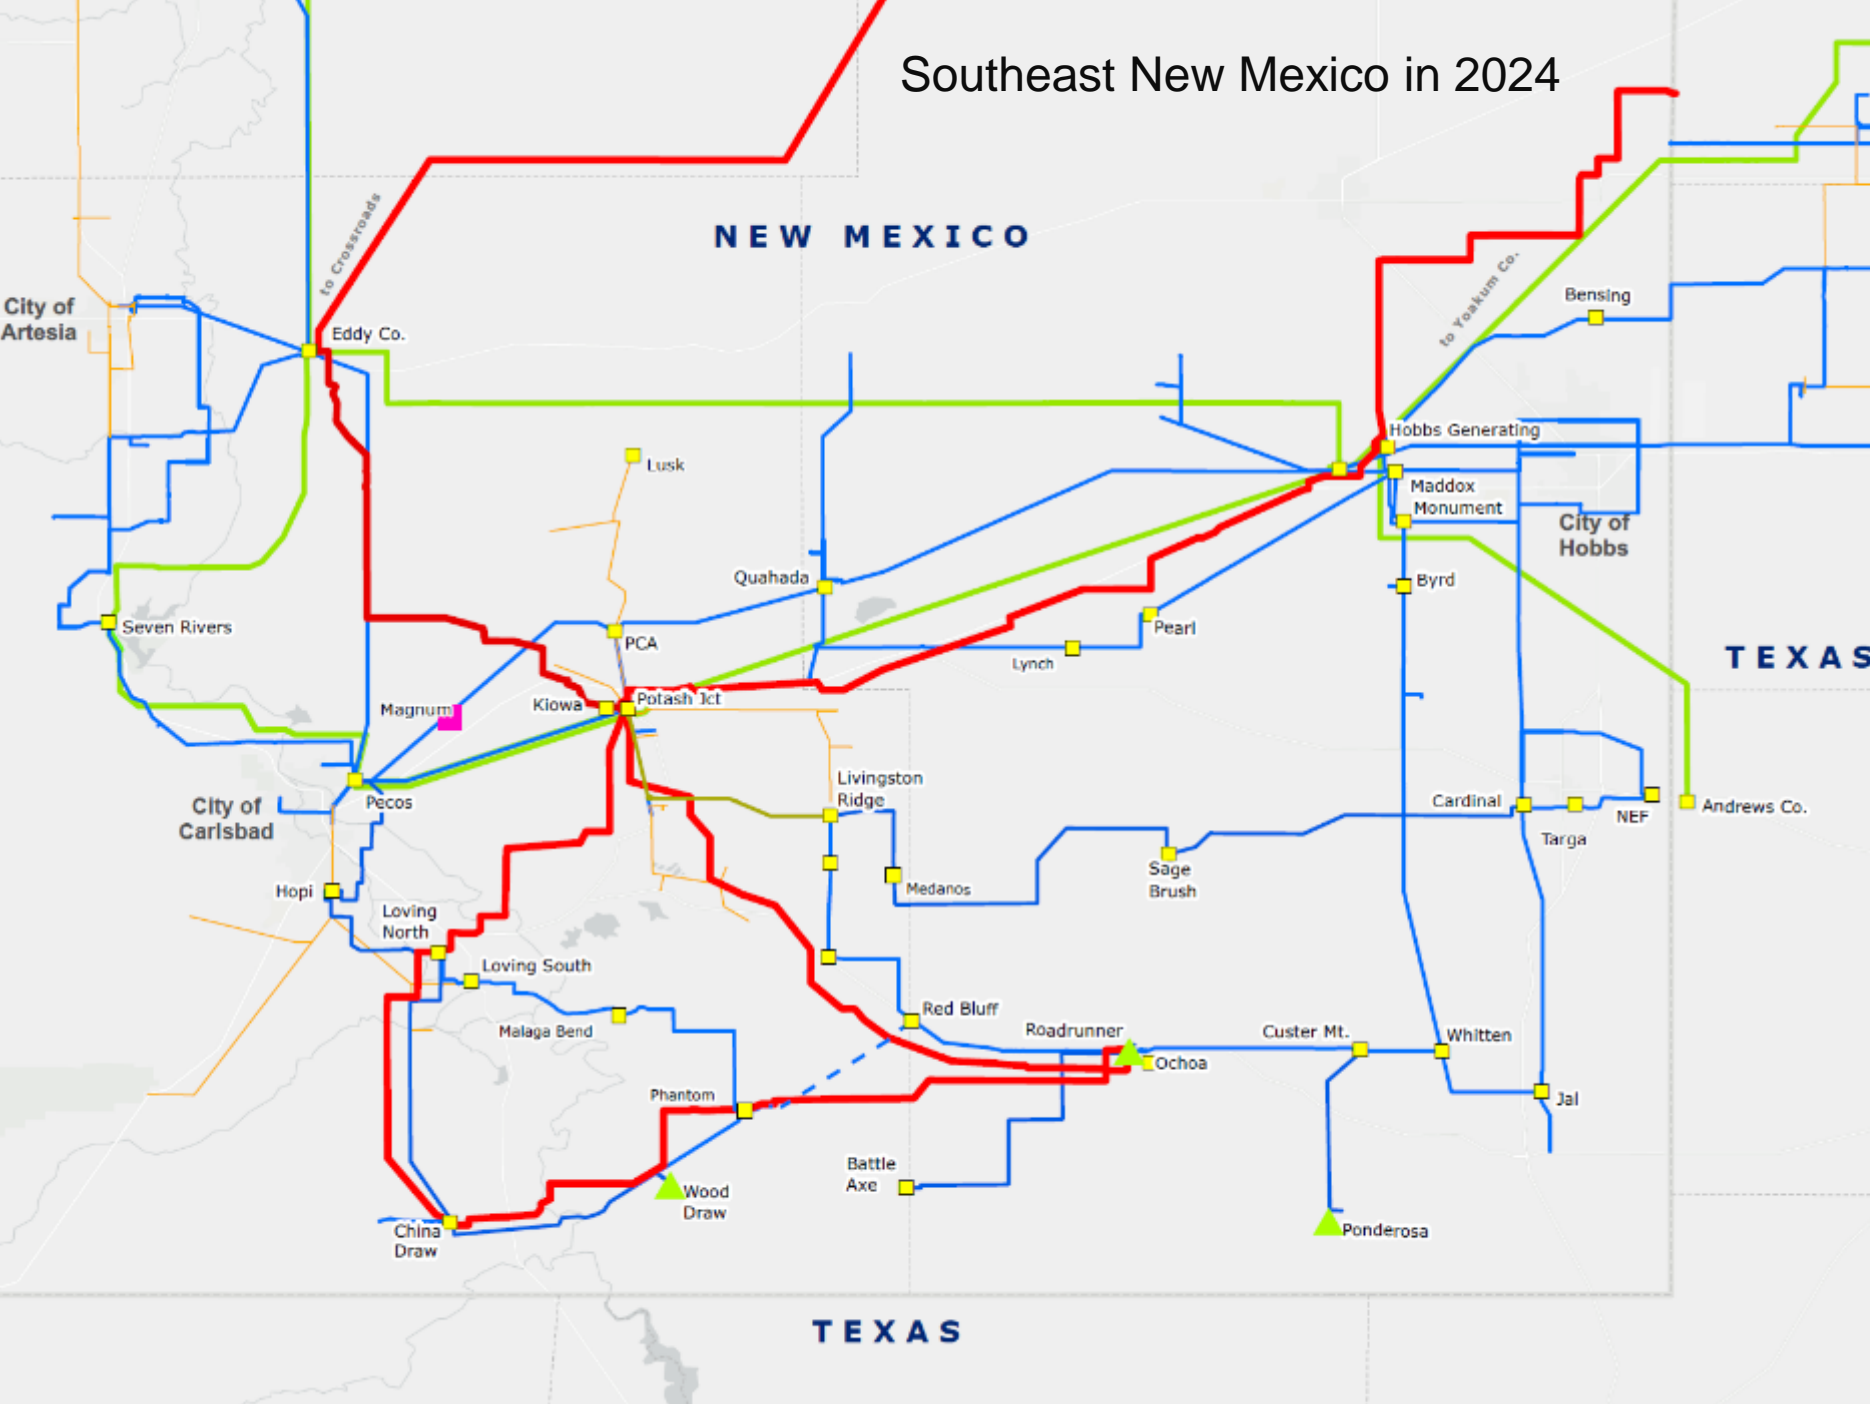 Southeast New Mexico in 2024
to Crossroads
NEW MEXICO
to Yoakum Co.
Bensing
City of
Artesia
Eddy Co.
Hobbs Generating
Lusk
Maddox
Monument
City of
Hobbs
Quahada
Byrd
Seven Rivers
PCA
Pearl
Lynch
TEXAS
Magnum
Kiowa
Potash Jct
Livingston
Ridge
City of
Carlsbad
Pecos
Cardinal
NEF
Andrews Co.
Targa
Sage
Brush
Hopi
Medanos
Loving
North
Loving South
Malaga Bend
Red Bluff
Roadrunner
Custer Mt.
Whitten
Ochoa
Phantom
Jal
Battle
Axe
Wood
Draw
China
Draw
Ponderosa
TEXAS